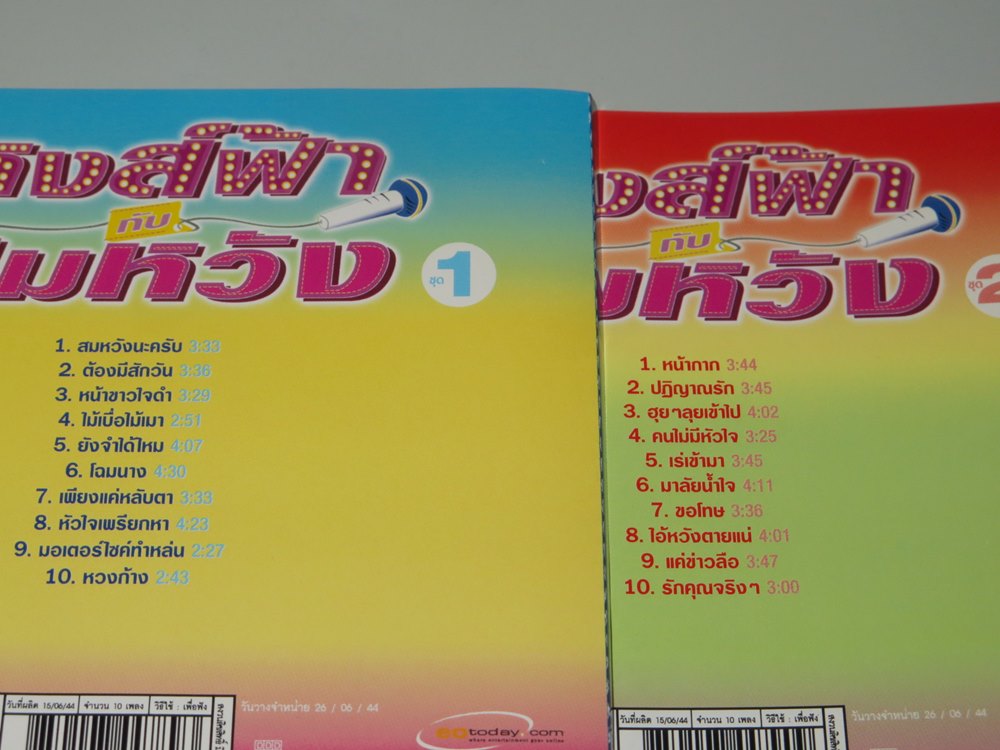 ส์ฟ้า
กับ
มหวัง
ชุด 1
1. สมหวังนะครับ 3:33
2. ต้องมีสักวัน 3:36
3. หน้าขาวใจดำ 3:29
4. ไม้เบื่อไม้เมา 2:51
5. ยังจำได้ไหม 4:07
6. โฉมนาง 4:30
7. เพียงแค่หลับตา 3:33
8. หัวใจเพรียกหา 4:23
9. มอเตอร์ไซค์ทำหล่น 2:27
10. หวงก้าง 2:43
วันที่ผลิต 15/06/44 จำนวน 10 เพลง วิธีใช้ : เพื่อฟัง
วันวางจำหน่าย 26 / 06 / 44
eotoday.com
where entertainment goes online
งส์ฟ้า
กับ
มหวัง
ชุด 2
1. หน้ากาก 3:44
2. ปฏิญาณรัก 3:45
3. ฮุยๆลุยเข้าไป 4:02
4. คนไม่มีหัวใจ 3:25
5. เร่เข้ามา 3:45
6. มาลัยน้ำใจ 4:11
7. ขอโทษ 3:36
8. ไอ้หวังตายแน่ 4:01
9. แค่ข่าวลือ 3:47
10. รักคุณจริงๆ 3:00
วันที่ผลิต 15/06/44 จำนวน 10 เพลง วิธีใช้ : เพื่อฟัง
วันวางจำหน่าย 26 / 06 / 44